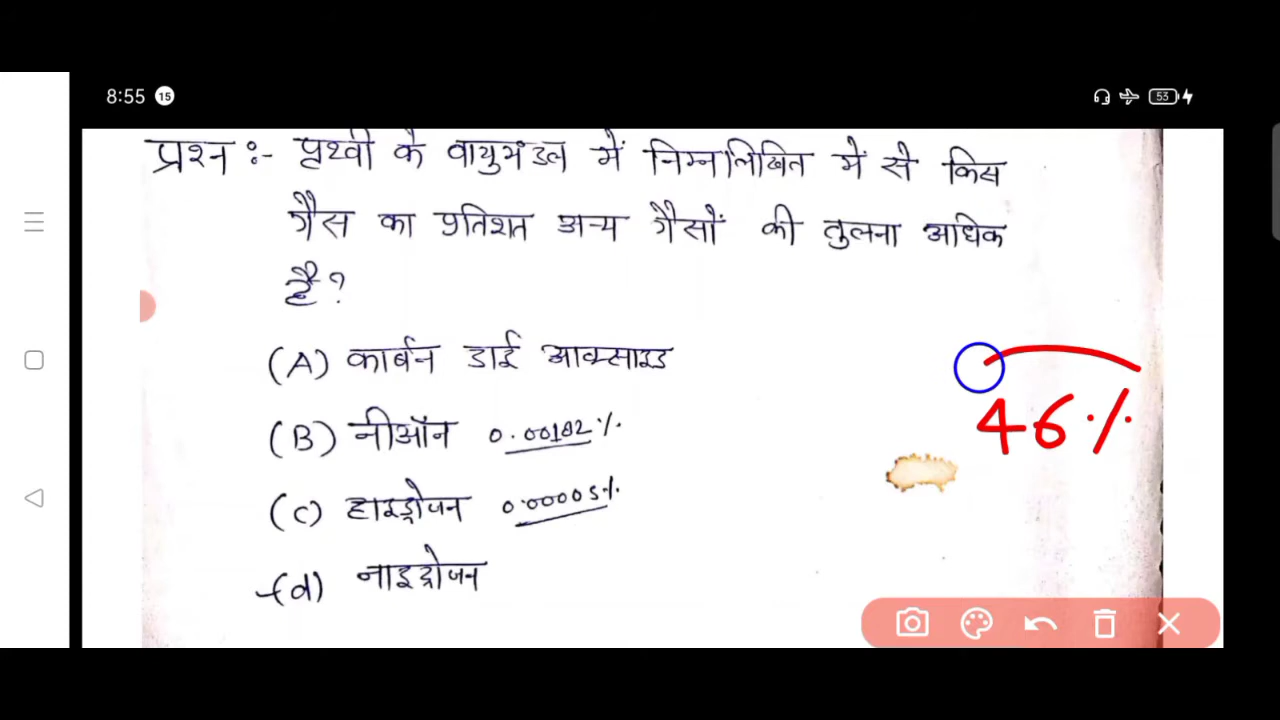 8:55 15 53
प्रश्न :- पृथ्वी के वायुमंडल में निम्नलिखित में से किस
गैस का प्रतिशत अन्य गैसों की तुलना अधिक
है?
(A) कार्बन डाई आक्साइड
46%
(B) नीऑन 0.00182%
(C) हाइड्रोजन 0.00005%
(d) नाइट्रोजन